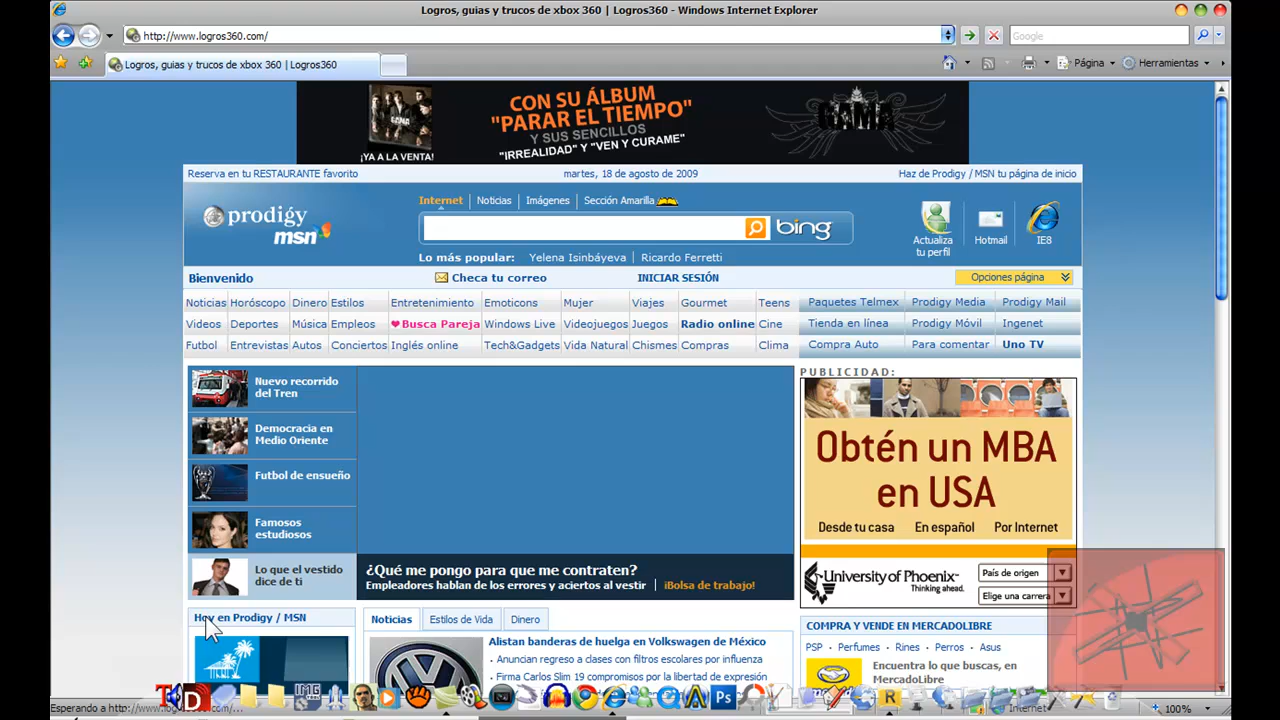 Logros, guias y trucos de xbox 360 | Logros360 - Windows Internet Explorer
http://www.logros360.com/
Google
Logros, guias y trucos de xbox 360 | Logros360
Página
Herramientas
GAMA
¡YA A LA VENTA!
CON SU ÁLBUM
"PARAR EL TIEMPO"
Y SUS SENCILLOS
"IRREALIDAD" Y "VEN Y CURAME"
GAMA
Reserva en tu RESTAURANTE favorito
martes, 18 de agosto de 2009
Haz de Prodigy / MSN tu página de inicio
prodigy
msn
Internet
Noticias
Imágenes
Sección Amarilla
bing
Lo más popular:
Yelena Isinbáyeva
Ricardo Ferretti
Actualiza
tu perfil
Hotmail
IE8
Bienvenido
Checa tu correo
INICIAR SESIÓN
Opciones página
Noticias Horóscopo Dinero Estilos Entretenimiento Emoticons Mujer Viajes Gourmet Teens Paquetes Telmex Prodigy Media Prodigy Mail
Videos Deportes Música Empleos Busca Pareja Windows Live Videojuegos Juegos Radio online Cine Tienda en línea Prodigy Móvil Ingenet
Futbol Entrevistas Autos Conciertos Inglés online Tech&Gadgets Vida Natural Chismes Compras Clima Compra Auto Para comentar Uno TV
Nuevo recorrido
del Tren
Democracia en
Medio Oriente
Futbol de ensueño
Famosos
estudiosos
Lo que el vestido
dice de ti
¿Qué me pongo para que me contraten?
Empleadores hablan de los errores y aciertos al vestir
¡Bolsa de trabajo!
PUBLICIDAD:
Obtén un MBA
en USA
Desde tu casa En español Por Internet
University of Phoenix
Thinking ahead.
País de origen
Elige una carrera
Hoy en Prodigy / MSN
Noticias
Estilos de Vida
Dinero
Alistan banderas de huelga en Volkswagen de México
Anuncian regreso a clases con filtros escolares por influenza
Firma Carlos Slim 19 compromisos por la libertad de expresión
COMPRA Y VENDE EN MERCADOLIBRE
PSP Perfumes Rines Perros Asus
Encuentra lo que buscas, en
MercadoLibre
IMG
Ps
R
Esperando a http://www.logros360.com/...
Internet
100%